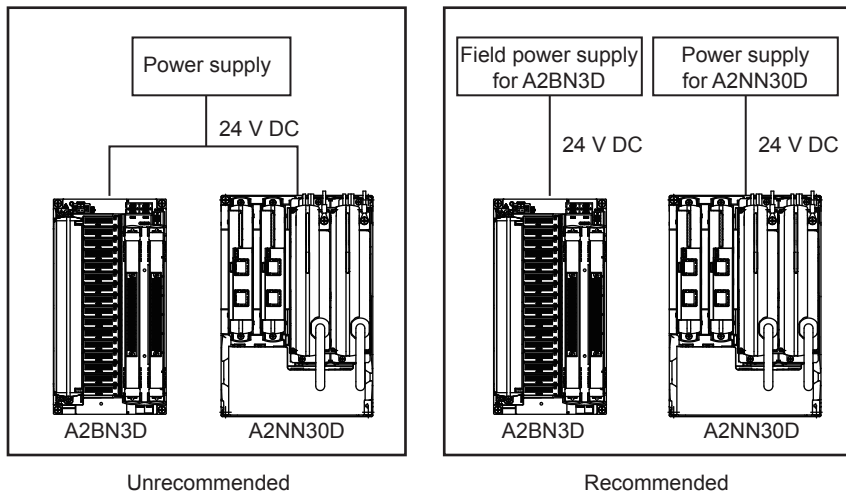 Power supply
24 V DC
A2BN3D
A2NN30D
Unrecommended
Field power supply
for A2BN3D
Power supply
for A2NN30D
24 V DC
24 V DC
A2BN3D
A2NN30D
Recommended